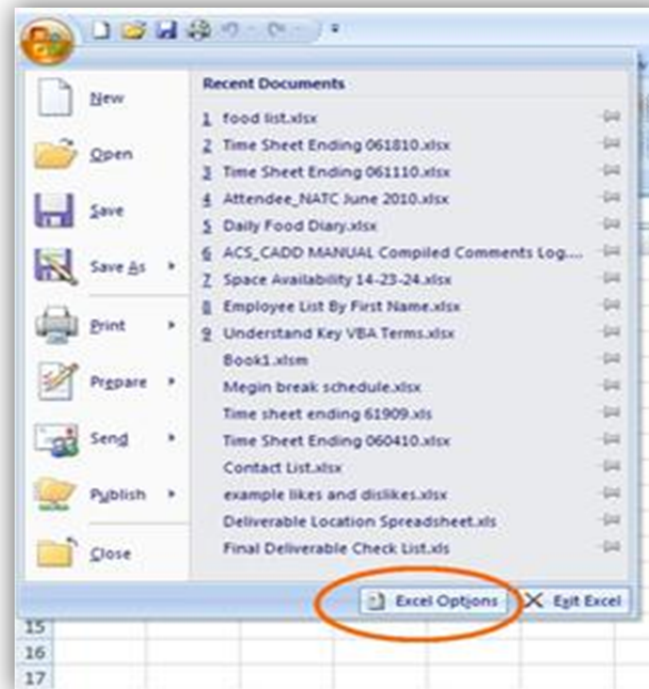 New
Open
Save
Save As
Print
Prepare
Send
Publish
Close
Recent Documents
1 food list.xlsx
2 Time Sheet Ending 061810.xlsx
3 Time Sheet Ending 061110.xlsx
4 Attendee_NATC June 2010.xlsx
5 Daily Food Diary.xlsx
6 ACS_CADD MANUAL Compiled Comments Log....
7 Space Availability 14-23-24.xlsx
8 Employee List By First Name.xlsx
9 Understand Key VBA Terms.xlsx
Book1.xlsm
Megin break schedule.xlsx
Time sheet ending 61909.xls
Time Sheet Ending 060410.xlsx
Contact List.xlsx
example likes and dislikes.xlsx
Deliverable Location Spreadsheet.xls
Final Deliverable Check List.xls
Excel Options
Exit Excel
15
16
17